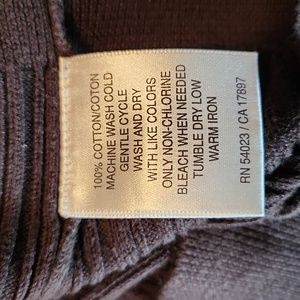 100% COTTON/COTON
MACHINE WASH COLD
GENTLE CYCLE
WASH AND DRY
WITH LIKE COLORS
ONLY NON-CHLORINE
BLEACH WHEN NEEDED
TUMBLE DRY LOW
WARM IRON
RN 54023 / CA 17897